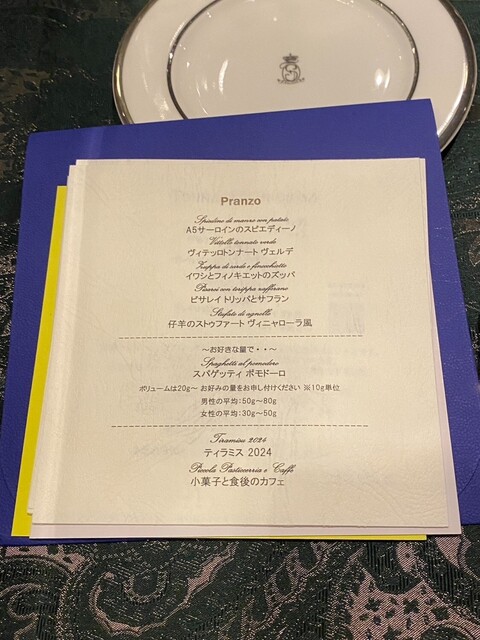 Pranzo
Spiedino di manzo con patate
A5サーロインのスピエディーノ
Vitello tonnato verde
ヴィテッロトンナート ヴェルデ
Zuppa di sarde e finocchietto
イワシとフィノキエットのズッパ
Pisarei con torippa zafferano
ピサレイ トリッパとサフラン
Stufato di agnello
仔羊のストゥファート ヴィニャローラ風
～お好きな量で・・～
Spaghetti al pomodoro
スパゲッティ ポモドーロ
ボリュームは20g～ お好みの量をお申し付けください ※10g単位
男性の平均：50g～80g
女性の平均：30g～50g
Tiramisu 2024
ティラミス 2024
Piccola Pasticcerria e Caffè
小菓子と食後のカフェ